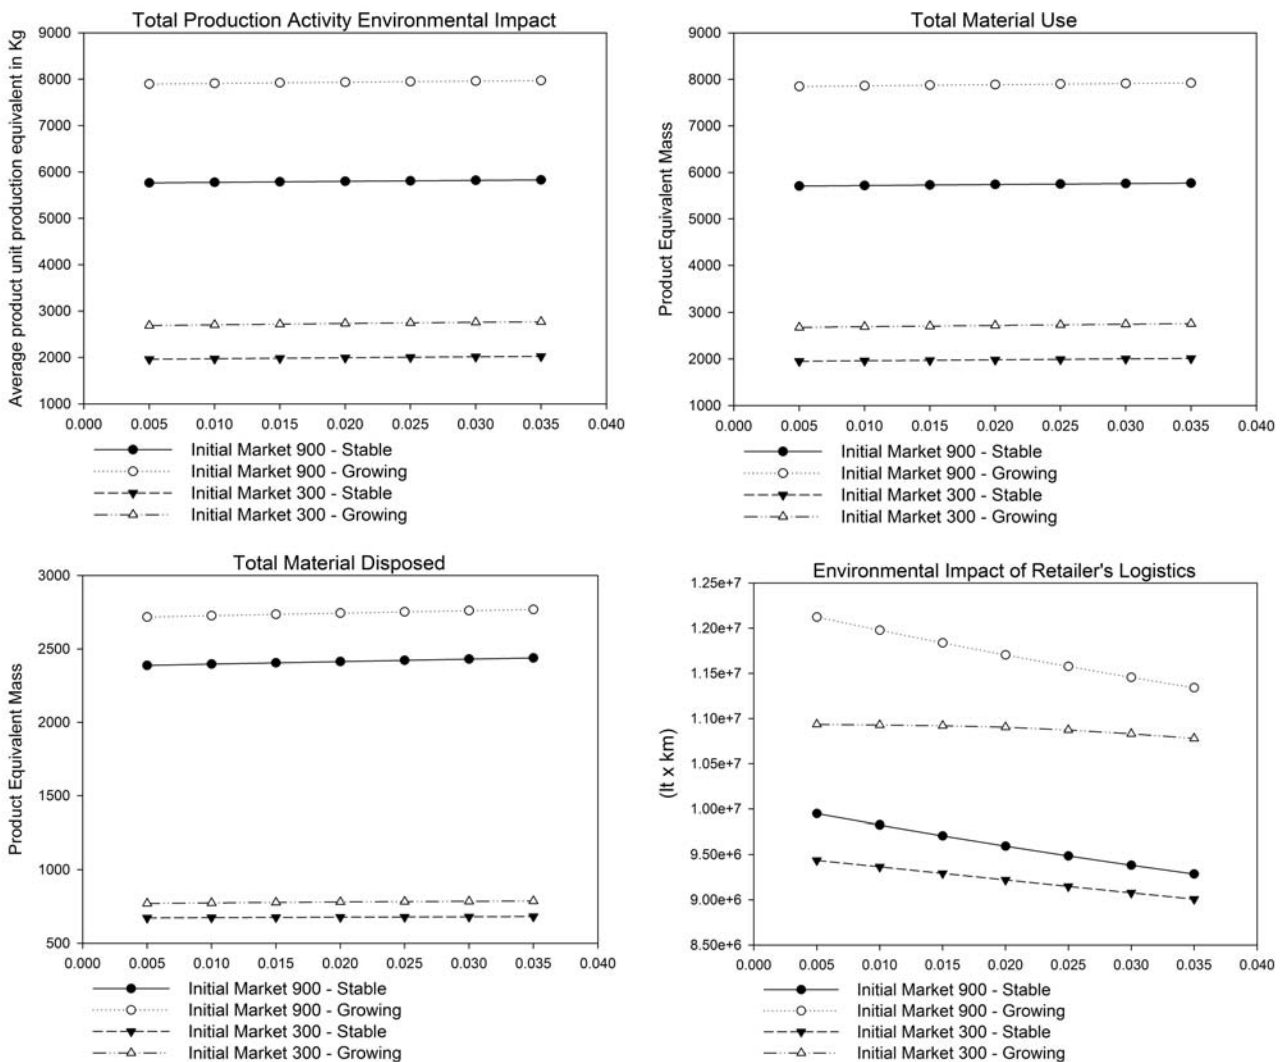 Total Production Activity Environmental Impact
Average product unit production equivalent in Kg
9000
8000
7000
6000
5000
4000
3000
2000
1000
0.000 0.005 0.010 0.015 0.020 0.025 0.030 0.035 0.040
Initial Market 900 - Stable
Initial Market 900 - Growing
Initial Market 300 - Stable
Initial Market 300 - Growing
Total Material Use
Product Equivalent Mass
9000
8000
7000
6000
5000
4000
3000
2000
1000
0.000 0.005 0.010 0.015 0.020 0.025 0.030 0.035 0.040
Initial Market 900 - Stable
Initial Market 900 - Growing
Initial Market 300 - Stable
Initial Market 300 - Growing
Total Material Disposed
Product Equivalent Mass
3000
2500
2000
1500
1000
500
0.000 0.005 0.010 0.015 0.020 0.025 0.030 0.035 0.040
Initial Market 900 - Stable
Initial Market 900 - Growing
Initial Market 300 - Stable
Initial Market 300 - Growing
Environmental Impact of Retailer's Logistics
(lt x km)
1.25e+7
1.20e+7
1.15e+7
1.10e+7
1.05e+7
1.00e+7
9.50e+6
9.00e+6
8.50e+6
0.000 0.005 0.010 0.015 0.020 0.025 0.030 0.035 0.040
Initial Market 900 - Stable
Initial Market 900 - Growing
Initial Market 300 - Stable
Initial Market 300 - Growing